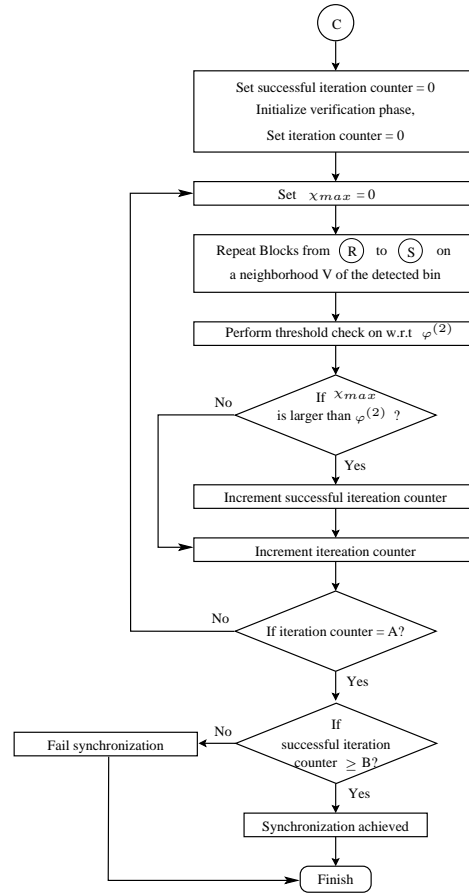 C
Set successful iteration counter = 0
Initialize verification phase,
Set iteration counter = 0
Set χmax = 0
Repeat Blocks from R to S on
a neighborhood V of the detected bin
Perform threshold check on w.r.t φ(2)
No
If χmax
is larger than φ(2) ?
Yes
Increment successful itereation counter
Increment itereation counter
No
If iteration counter = A?
Yes
If
No
successful iteration
Fail synchronization
counter ≥ B?
Yes
Synchronization achieved
Finish